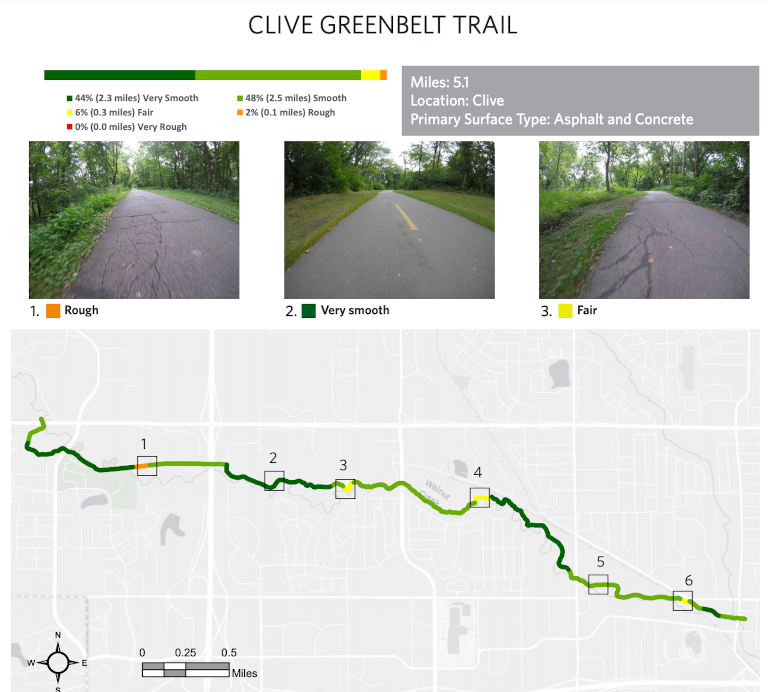 CLIVE GREENBELT TRAIL
44% (2.3 miles) Very Smooth
48% (2.5 miles) Smooth
6% (0.3 miles) Fair
2% (0.1 miles) Rough
0% (0.0 miles) Very Rough
Miles: 5.1
Location: Clive
Primary Surface Type: Asphalt and Concrete
1. Rough
2. Very smooth
3. Fair
1
2
3
4
Walnut
Creek
5
6
N
W E
S
0 0.25 0.5
Miles